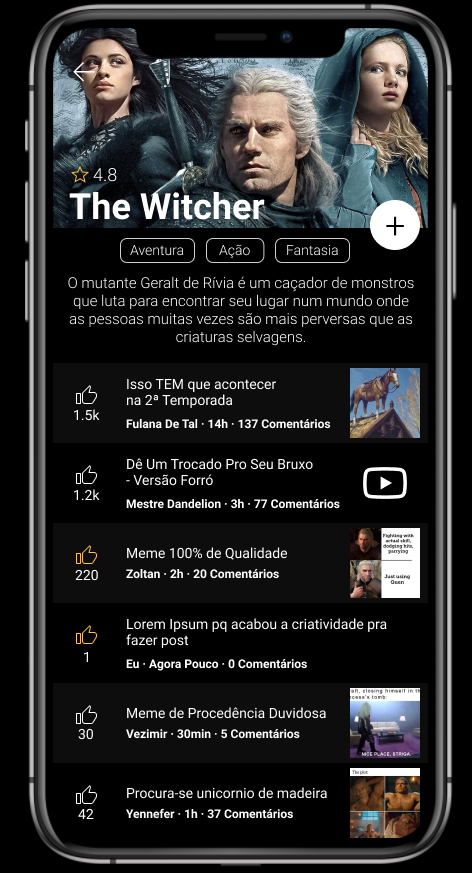 4.8
The Witcher
Aventura
Ação
Fantasia
O mutante Geralt de Rívia é um caçador de monstros
que luta para encontrar seu lugar num mundo onde
as pessoas muitas vezes são mais perversas que as
criaturas selvagens.
Isso TEM que acontecer
na 2ª Temporada
1.5k
Fulana De Tal · 14h · 137 Comentários
Dê Um Trocado Pro Seu Bruxo
- Versão Forró
1.2k
Mestre Dandelion · 3h · 77 Comentários
Meme 100% de Qualidade
220
Zoltan · 2h · 20 Comentários
Fighting with
actual skill,
dodging hits,
parrying
Just using
Quen
Lorem Ipsum pq acabou a criatividade pra
fazer post
1
Eu · Agora Pouco · 0 Comentários
Meme de Procedência Duvidosa
30
Vezimir · 30min · 5 Comentários
closing himself in th
tomb:
NICE PLACE, STRIGA.
Procura-se unicornio de madeira
42
Yennefer · 1h · 37 Comentários
The plot: